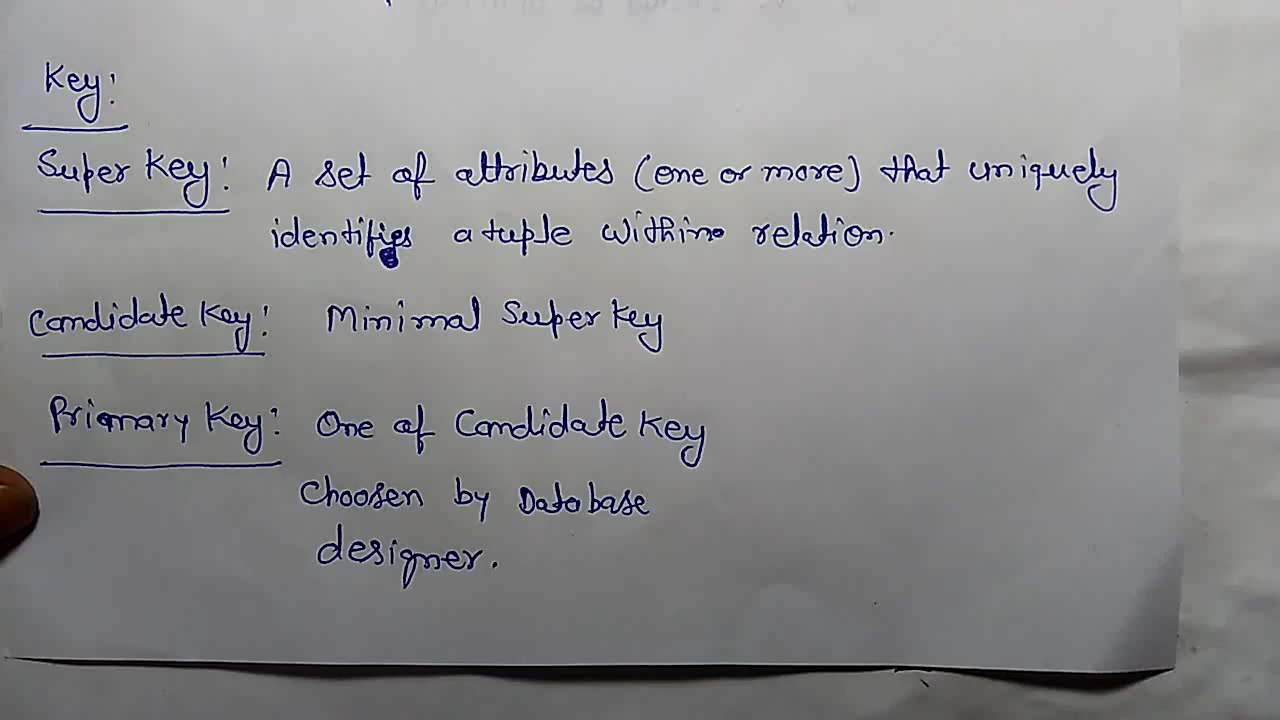 Key:
Super Key: A set of attributes (one or more) that uniquely
identifies a tuple within relation.
Candidate Key: Minimal Super Key
Primary Key: One of Candidate Key
Choosen by Database
designer.